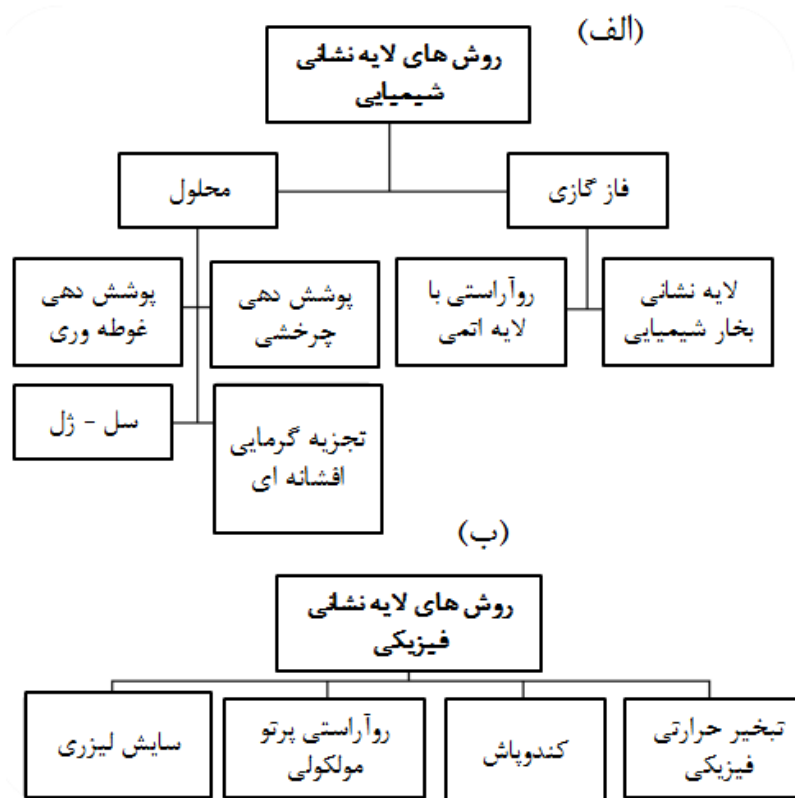 (الف)
روش های لایه نشانی
شیمیایی
فاز گازی
محلول
لایه نشانی
بخار شیمیایی
روآراستی با
لایه اتمی
پوشش دهی
چرخشی
پوشش دهی
غوطه وری
تجزیه گرمایی
افشانه ای
سل - ژل
(ب)
روش های لایه نشانی
فیزیکی
تبخیر حرارتی
فیزیکی
کندوپاش
روآراستی پرتو
مولکولی
سایش لیزری